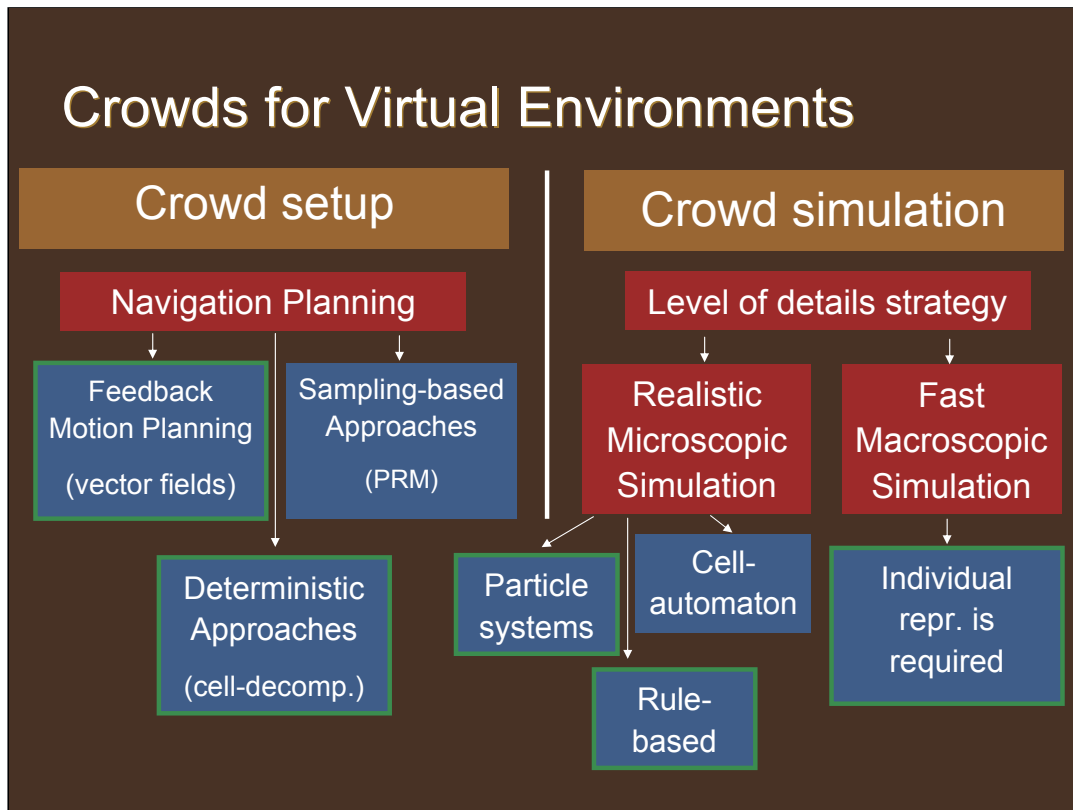 Crowds for Virtual Environments
Crowd setup
Navigation Planning
Feedback
Motion Planning
(vector fields)
Sampling-based
Approaches
(PRM)
Deterministic
Approaches
(cell-decomp.)
Crowd simulation
Level of details strategy
Realistic
Microscopic
Simulation
Fast
Macroscopic
Simulation
Particle
systems
Rule-
based
Cell-
automaton
Individual
repr. is
required